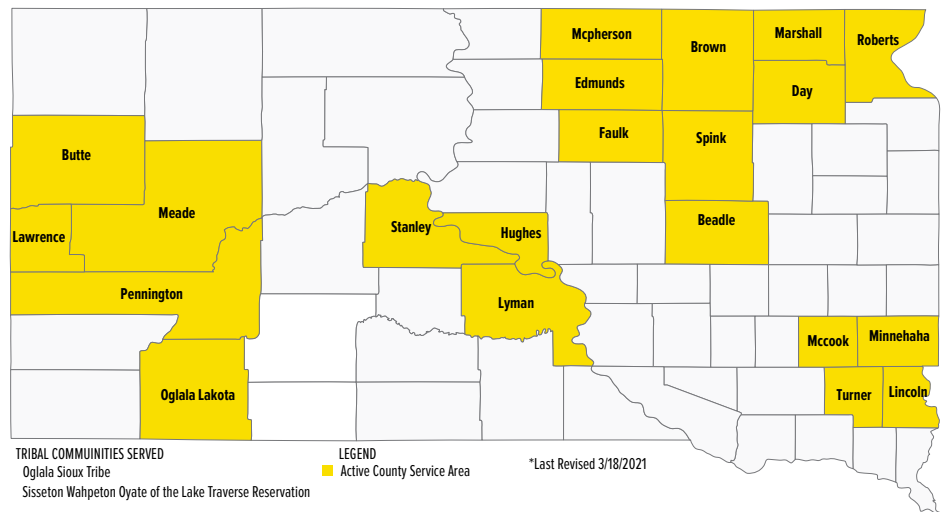 Mcpherson
Brown
Marshall
Roberts
Edmunds
Day
Faulk
Spink
Butte
Meade
Lawrence
Stanley
Hughes
Beadle
Pennington
Lyman
Mccook
Minnehaha
Oglala Lakota
Turner
Lincoln
TRIBAL COMMUINITIES SERVED
Oglala Sioux Tribe
Sisseton Wahpeton Oyate of the Lake Traverse Reservation
LEGEND
Active County Service Area
*Last Revised 3/18/2021